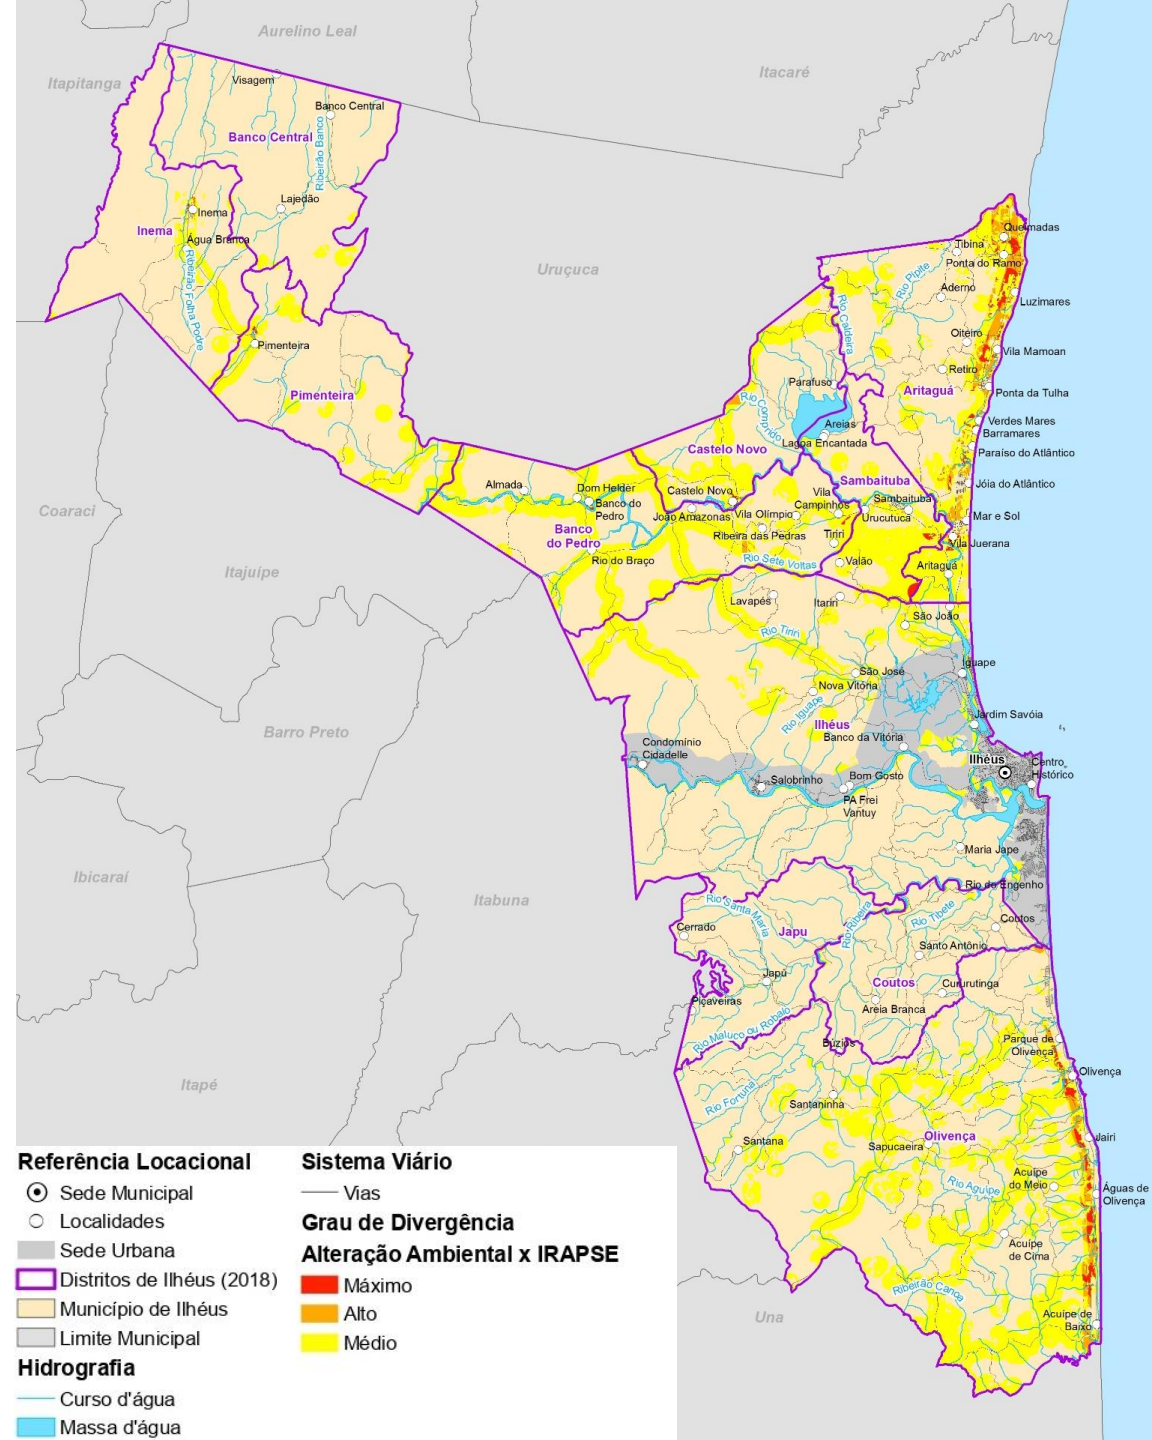 Aurelino Leal
Itapitanga
Visagem
Itacaré
Banco Central
Banco Central
Ribeirão Banco
Lajedão
Inema
Inema
Água Branca
Ribeirão Folha Podre
Uruçuca
Queimadas
Tibina
Ponta do Ramo
Rio Pipite
Aderno
Luzimares
Rio Caldeira
Oiteiro
Vila Mamoan
Pimenteira
Pimenteira
Retiro
Parafuso
Aritaguá
Ponta da Tulha
Rio Comprido
Areias
Verdes Mares
Barramares
Lagoa Encantada
Castelo Novo
Paraíso do Atlântico
Sambaituba
Almada
Dom Helder
Castelo Novo
Vila
Campinhos
Sambaituba
Jóia do Atlântico
Coaraci
Banco do
Pedro
João Amazonas
Vila Olímpio
Urucutuca
Mar e Sol
Banco
do Pedro
Ribeira das Pedras
Tiriri
Vila Juerana
Rio do Braço
Rio Sete Voltas
Valão
Aritaguá
Itajuípe
Lavapés
Itariri
São João
Rio Tiriri
Iguape
São José
Nova Vitória
Rio Iguape
Ilhéus
Jardim Savóia
Barro Preto
Condomínio
Cidadelle
Banco da Vitória
Ilhéus
Centro
Histórico
Salobrinho
Bom Gosto
PA Frei
Vantuy
Maria Jape
Ibicaraí
Itabuna
Rio do Engenho
Rio Santa Maria
Rio Ribeira
Rio Tibete
Coutos
Cerrado
Japu
Santo Antônio
Japú
Coutos
Cururutinga
Piçaveiras
Areia Branca
Rio Maluco ou Robalo
Búzios
Parque de
Olivença
Itapé
Olivença
Rio Fortuna
Santaninha
Santana
Sapucaeira
Olivença
Jairi
Acuípe
do Meio
Rio Aguípe
Águas de
Olivença
Acuípe
de Cima
Ribeirão Canoa
Una
Acuípe de
Baixo
Referência Locacional
Sede Municipal
Localidades
Sede Urbana
Distritos de Ilhéus (2018)
Município de Ilhéus
Limite Municipal
Hidrografia
Curso d'água
Massa d'água
Sistema Viário
Vias
Grau de Divergência
Alteração Ambiental x IRAPSE
Máximo
Alto
Médio